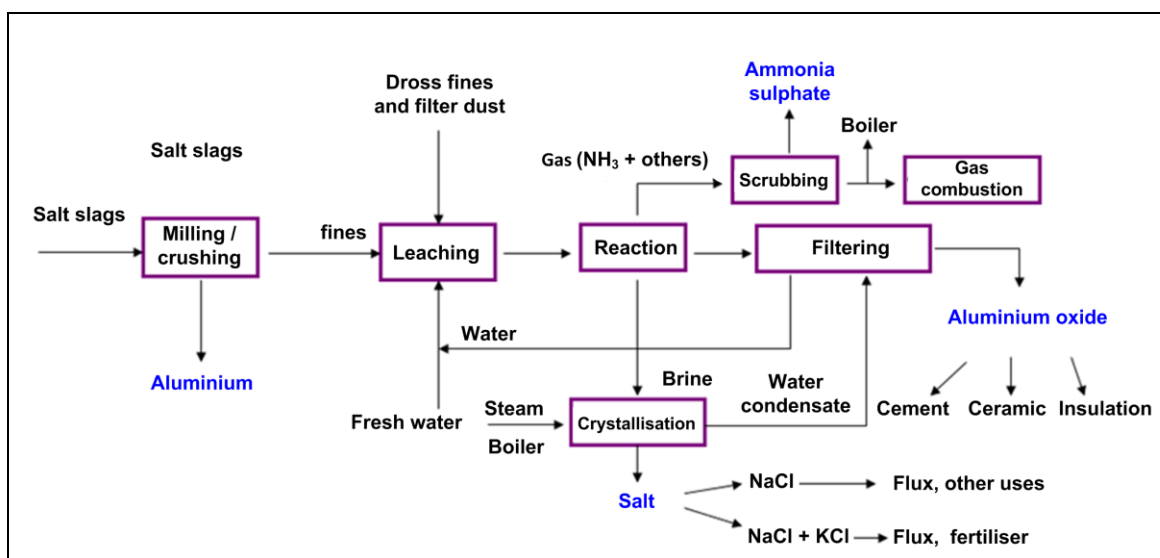 Ammonia
sulphate
Dross fines
and filter dust
Boiler
Salt slags
Gas (NH₃ + others)
Scrubbing
Gas
combustion
Salt slags
Milling /
crushing
fines
Leaching
Reaction
Filtering
Water
Aluminium oxide
Aluminium
Brine
Water
condensate
Cement
Ceramic
Insulation
Fresh water
Steam
Boiler
Crystallisation
Salt
NaCl
Flux, other uses
NaCl + KCl
Flux, fertiliser